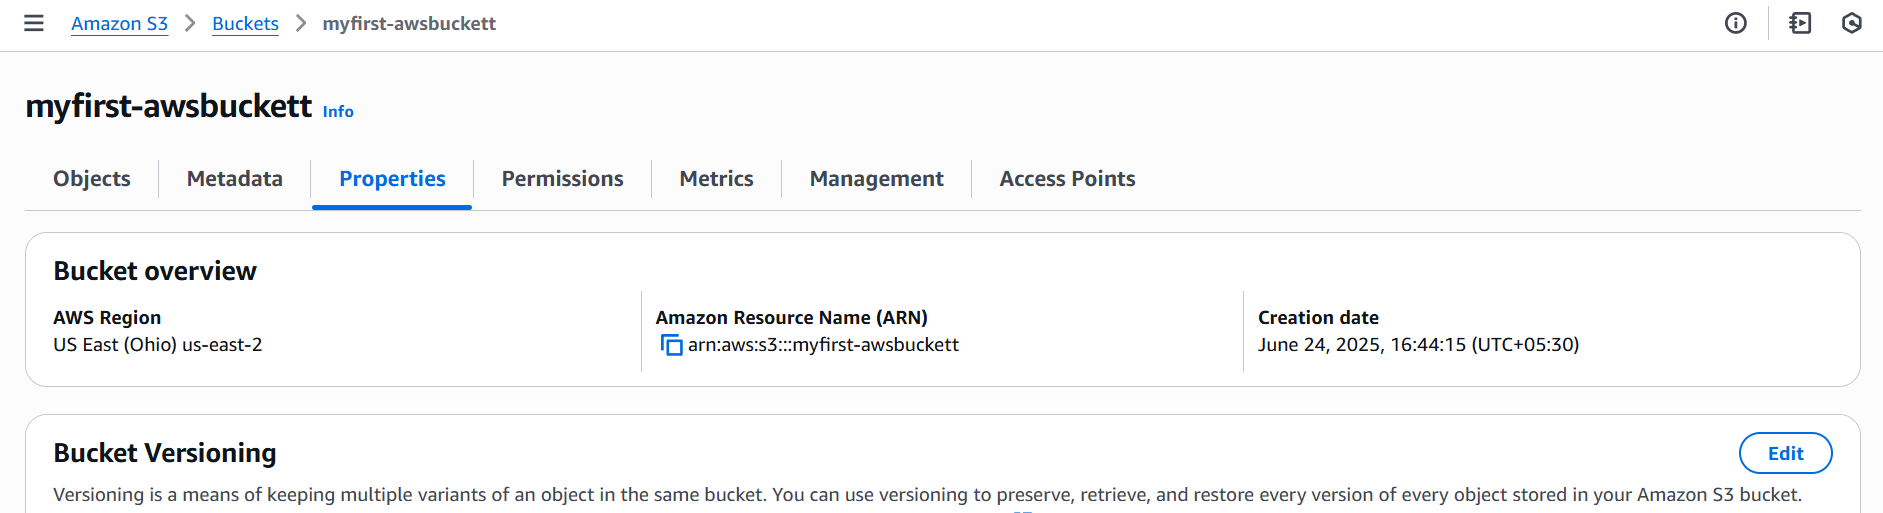 Amazon S3 > Buckets > myfirst-awsbuckett
myfirst-awsbuckett Info
Objects Metadata Properties Permissions Metrics Management Access Points
Bucket overview
AWS Region
US East (Ohio) us-east-2
Amazon Resource Name (ARN)
arn:aws:s3:::myfirst-awsbuckett
Creation date
June 24, 2025, 16:44:15 (UTC+05:30)
Bucket Versioning
Edit
Versioning is a means of keeping multiple variants of an object in the same bucket. You can use versioning to preserve, retrieve, and restore every version of every object stored in your Amazon S3 bucket.